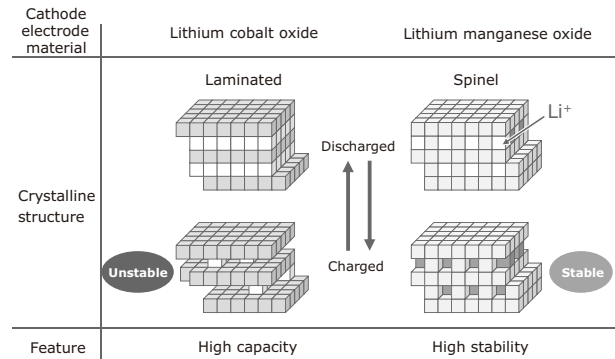 Cathode
electrode
material
Lithium cobalt oxide
Lithium manganese oxide
Crystalline
structure
Laminated
Spinel
Li⁺
Discharged
Charged
Unstable
Stable
Feature
High capacity
High stability